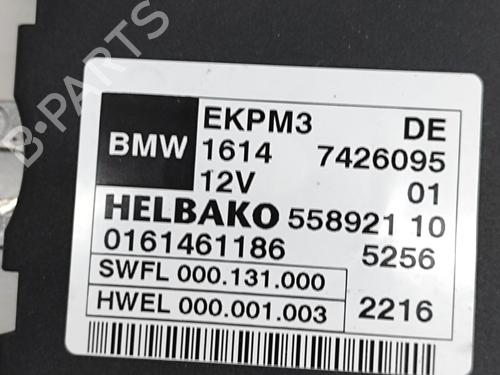 B-PARTS
EKPM3 DE
BMW 1614 7426095
12V 01
HELBAKO 558921 10
0161461186 5256
SWFL 000.131.000
HWEL 000.001.003 2216